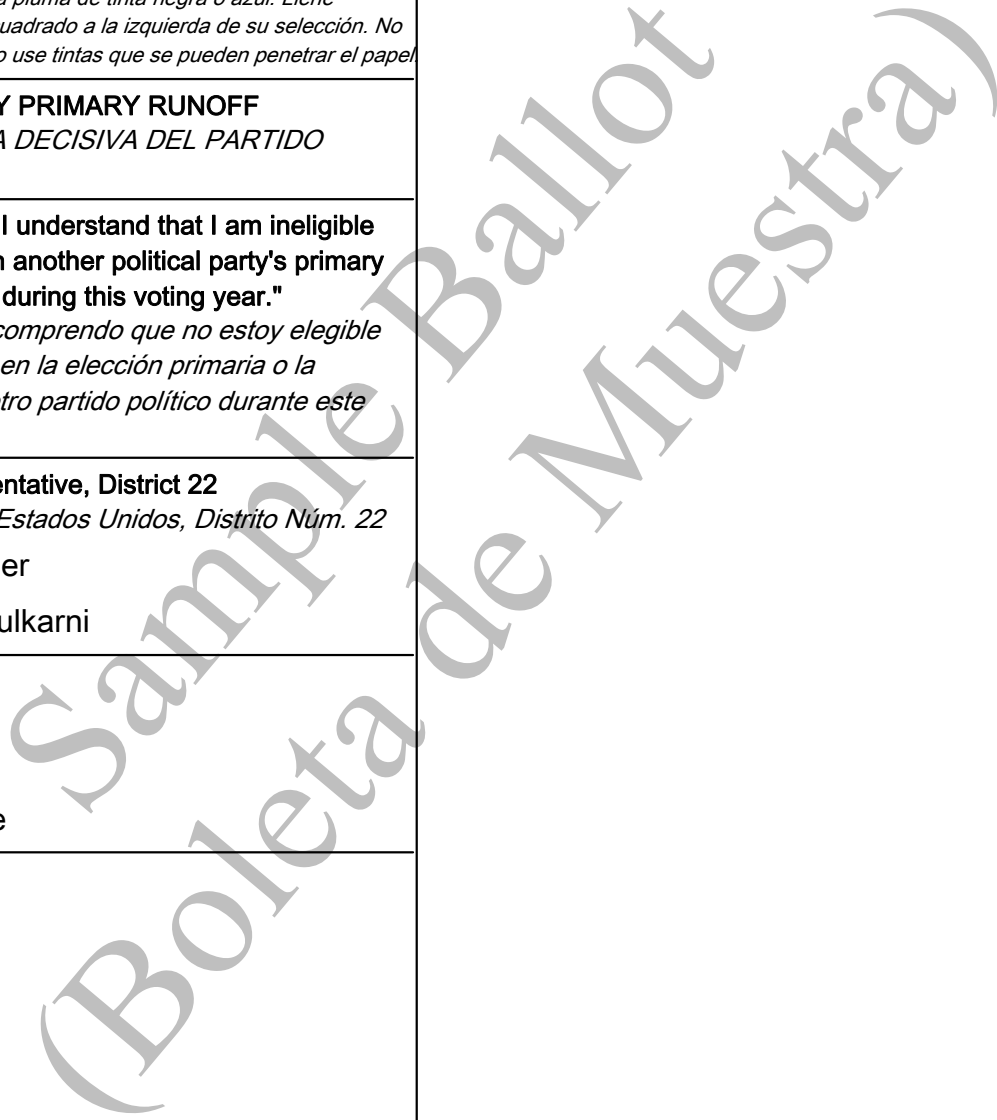 a pluma de tinta negra o azul. Llene
uadrado a la izquierda de su selección. No
o use tintas que se pueden penetrar el papel.
Y PRIMARY RUNOFF
A DECISIVA DEL PARTIDO
I understand that I am ineligible
n another political party's primary
during this voting year."
comprendo que no estoy elegible
en la elección primaria o la
otro partido político durante este
entative, District 22
Estados Unidos, Distrito Núm. 22
er
ulkarni
e
Sample Ballot
(Boleta de Muestra)